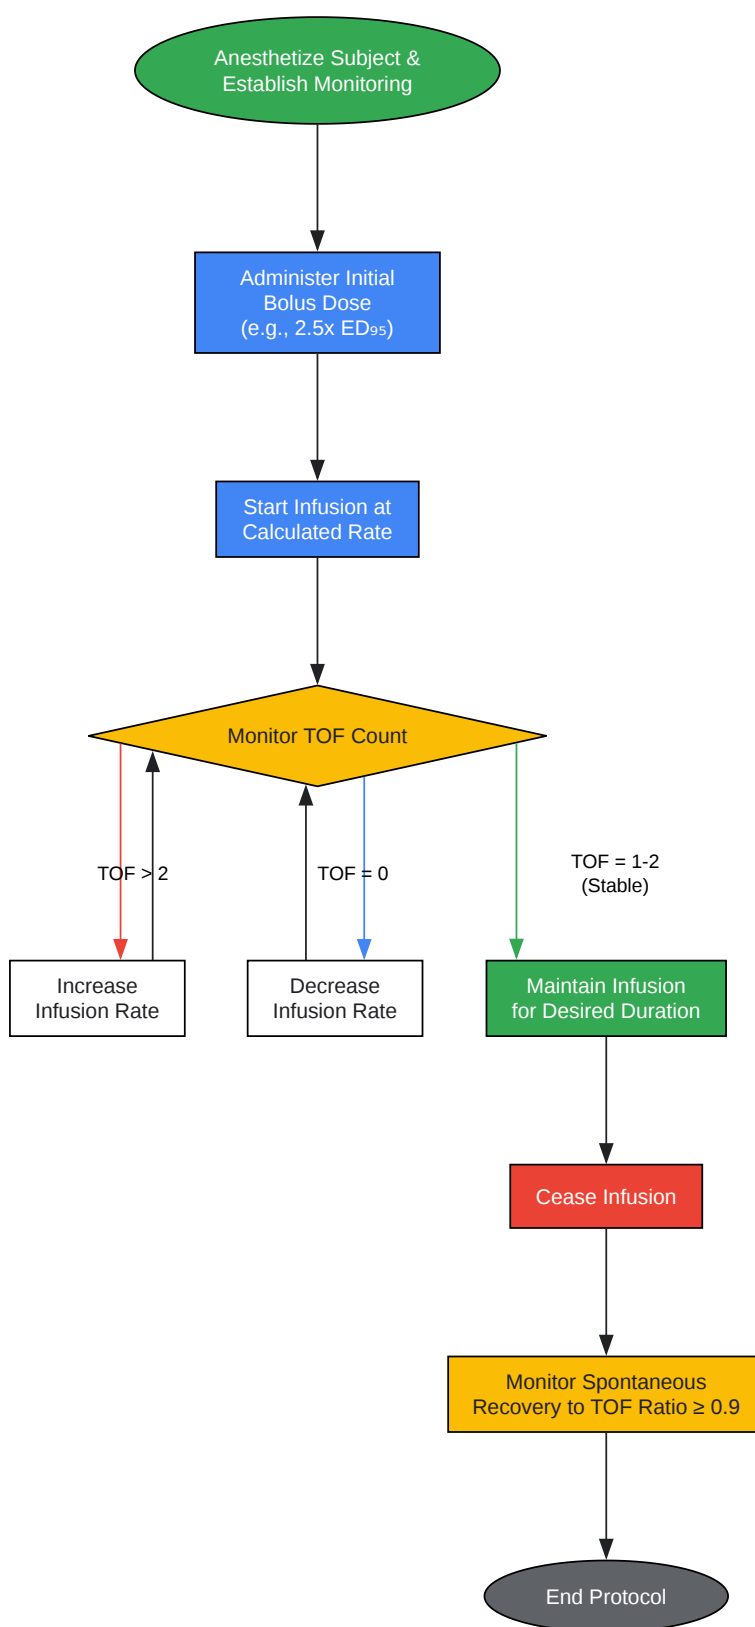 Anesthetize Subject &
Establish Monitoring
Administer Initial
Bolus Dose
(e.g., 2.5x ED₉₅)
Start Infusion at
Calculated Rate
Monitor TOF Count
TOF > 2
TOF = 0
TOF = 1-2
(Stable)
Increase
Infusion Rate
Decrease
Infusion Rate
Maintain Infusion
for Desired Duration
Cease Infusion
Monitor Spontaneous
Recovery to TOF Ratio ≥ 0.9
End Protocol